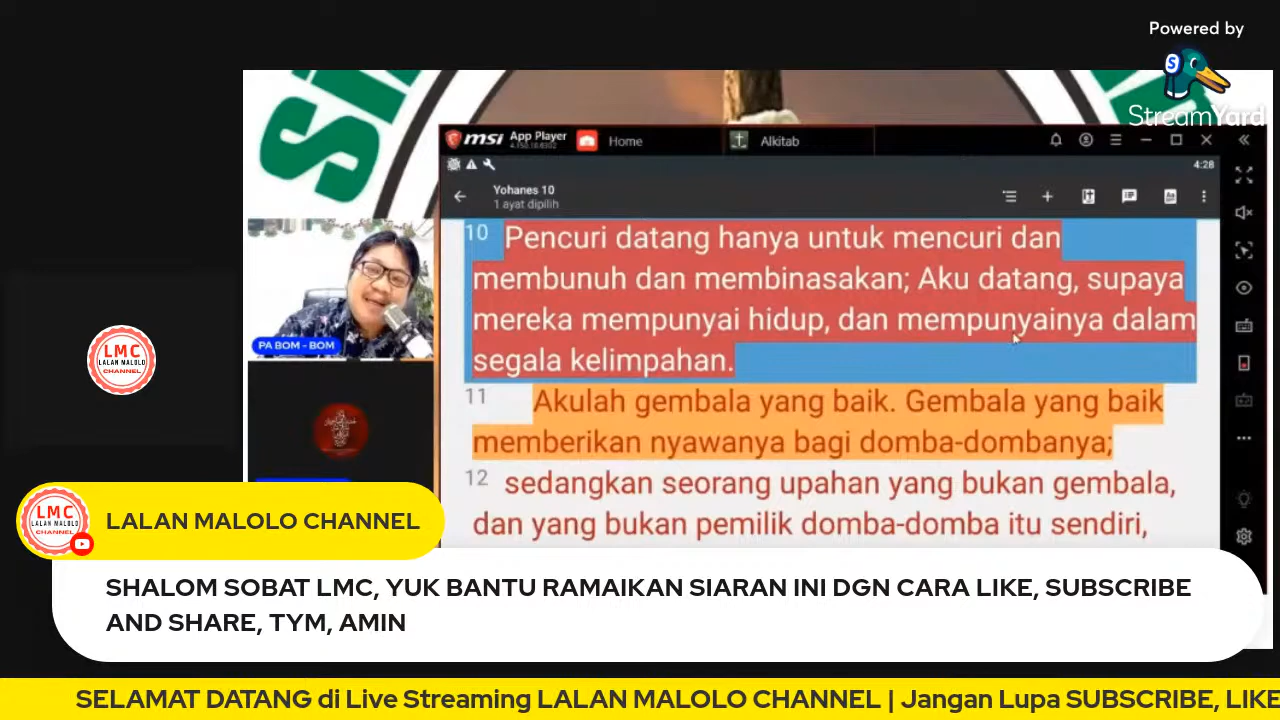 Powered by
StreamYard
msi App Player
Home
Alkitab
4:28
Yohanes 10
1 ayat dipilih
10 Pencuri datang hanya untuk mencuri dan
membunuh dan membinasakan; Aku datang, supaya
mereka mempunyai hidup, dan mempunyainya dalam
segala kelimpahan.
11 Akulah gembala yang baik. Gembala yang baik
memberikan nyawanya bagi domba-dombanya;
12 sedangkan seorang upahan yang bukan gembala,
dan yang bukan pemilik domba-domba itu sendiri,
PA BOM - BOM
LMC
LALAN MALOLO
CHANNEL
LMC
LALAN MALOLO
CHANNEL
LALAN MALOLO CHANNEL
SHALOM SOBAT LMC, YUK BANTU RAMAIKAN SIARAN INI DGN CARA LIKE, SUBSCRIBE
AND SHARE, TYM, AMIN
SELAMAT DATANG di Live Streaming LALAN MALOLO CHANNEL | Jangan Lupa SUBSCRIBE, LIKE